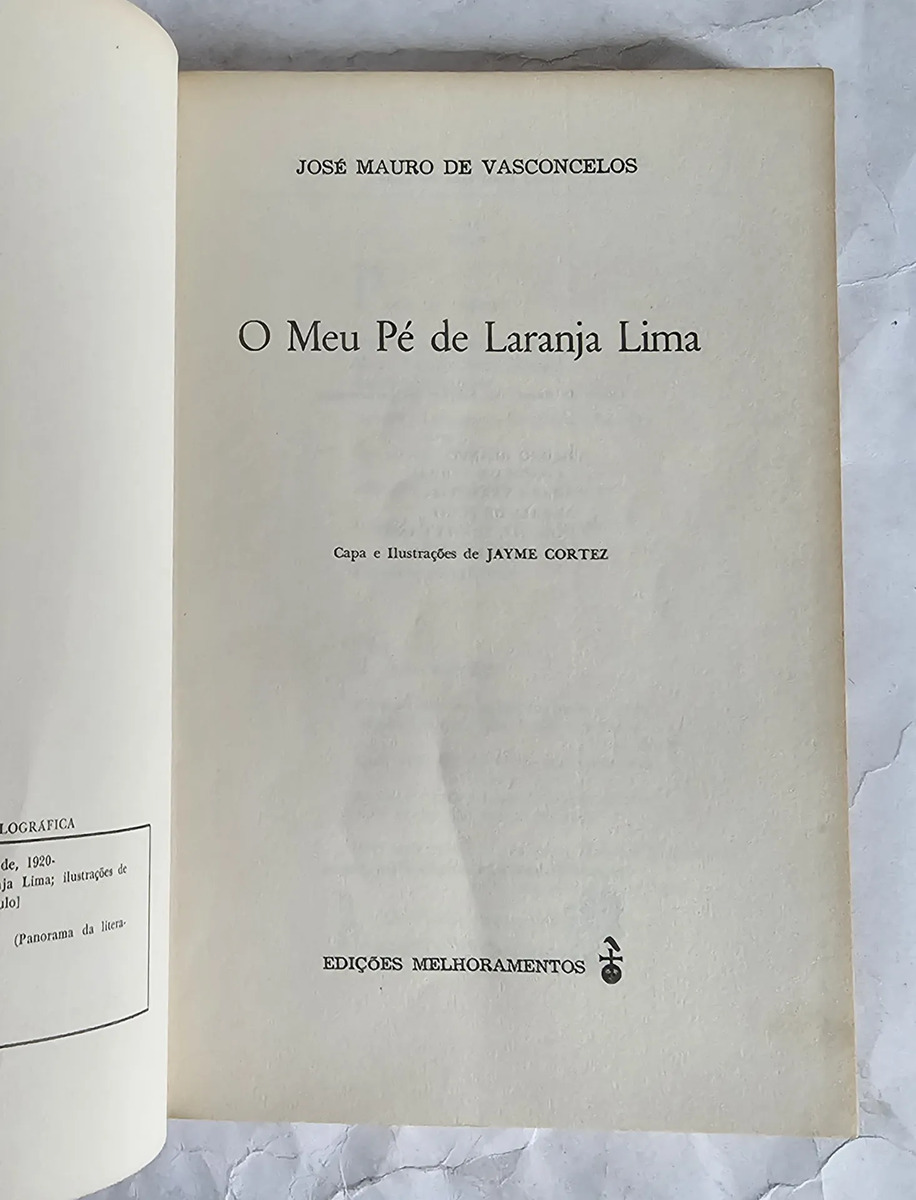 LOGRÁFICA
de, 1920-
ja Lima; ilustrações de
ulo]
(Panorama da litera-
JOSÉ MAURO DE VASCONCELOS
O Meu Pé de Laranja Lima
Capa e Ilustrações de JAYME CORTEZ
EDIÇÕES MELHORAMENTOS